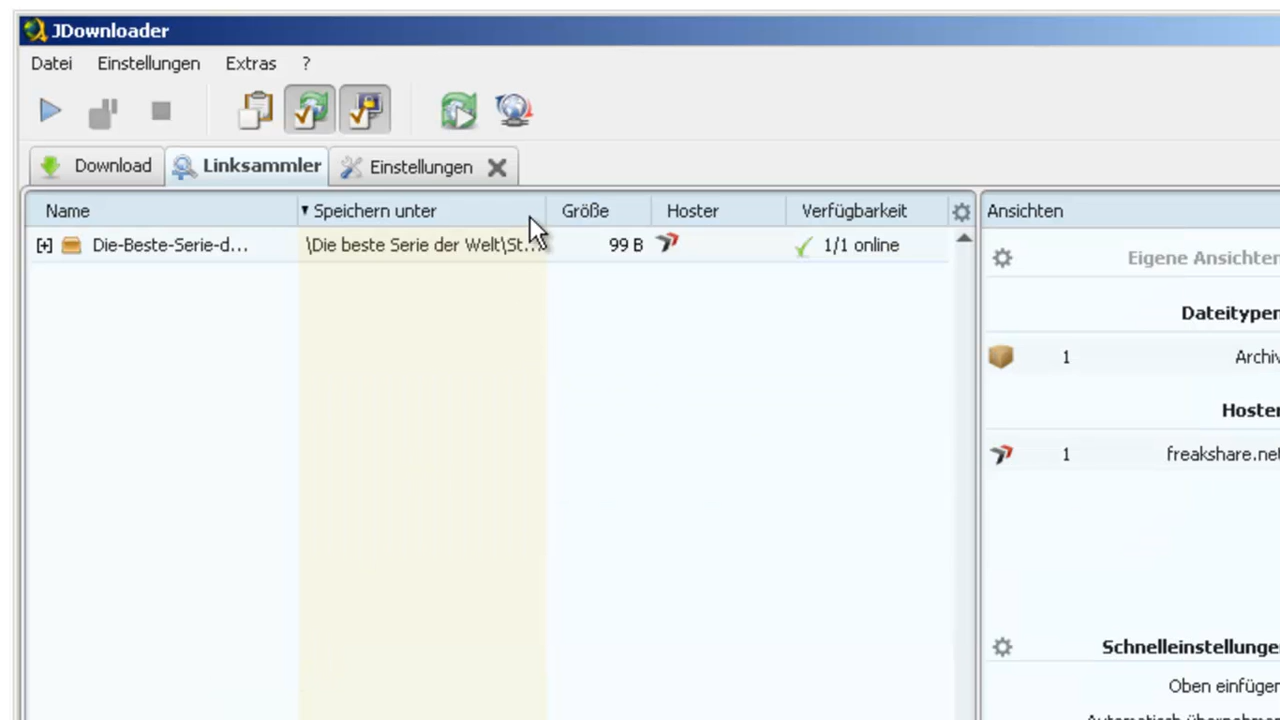 JDownloader
Datei Einstellungen Extras ?
Download Linksammler Einstellungen
Name Speichern unter Größe Hoster Verfügbarkeit Ansichten
[+] Die-Beste-Serie-d... \Die beste Serie der Welt\St... 99 B 1/1 online
Eigene Ansichten
Dateitypen
1 Archiv
Hoster
1 freakshare.net
Schnelleinstellunge
Oben einfügen